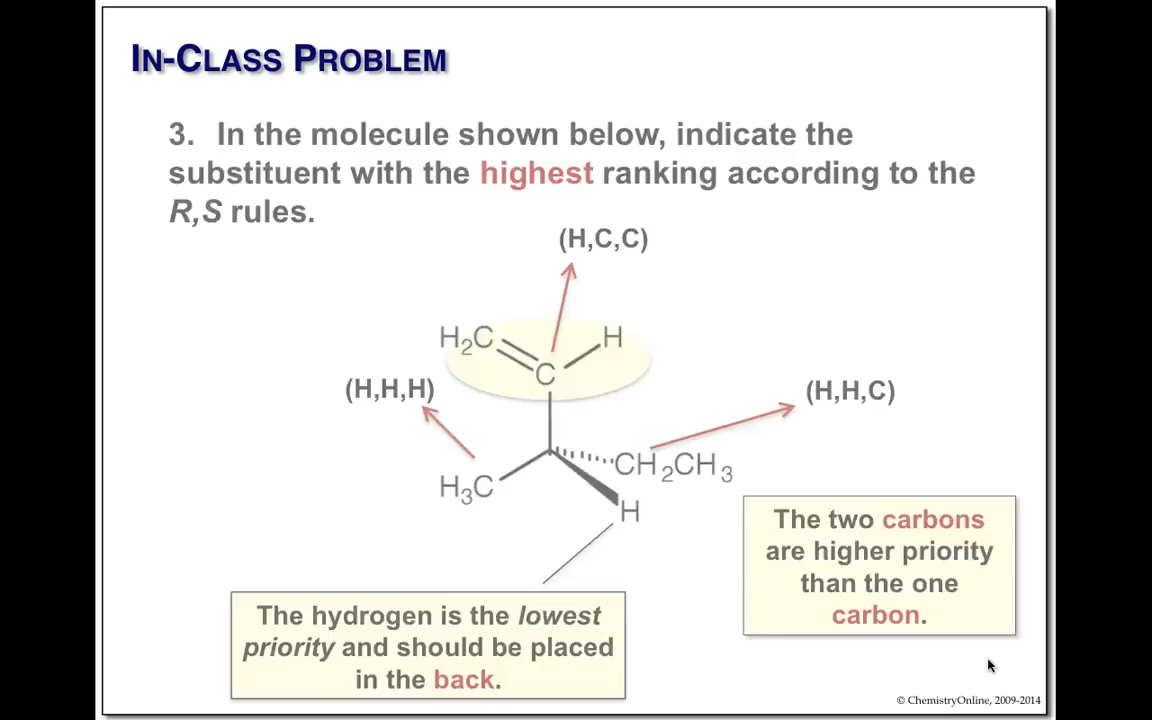 IN-CLASS PROBLEM
3. In the molecule shown below, indicate the
substituent with the highest ranking according to the
R,S rules.
(H,C,C)
H₂C
H
C
(H,H,H)
(H,H,C)
H₃C
CH₂CH₃
H
The two carbons
are higher priority
than the one
carbon.
The hydrogen is the lowest
priority and should be placed
in the back.
© ChemistryOnline, 2009-2014